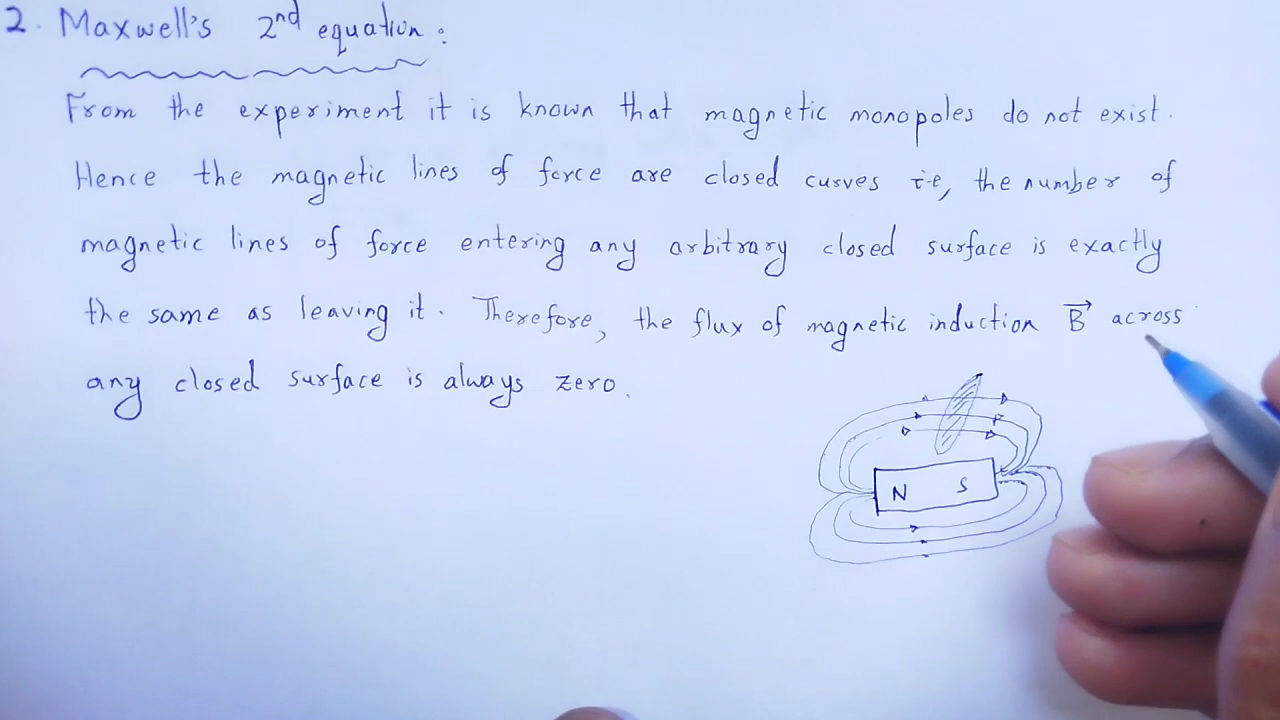 2. Maxwell's 2nd equation:
From the experiment it is known that magnetic monopoles do not exist.
Hence the magnetic lines of force are closed curves i.e, the number of
magnetic lines of force entering any arbitrary closed surface is exactly
the same as leaving it. Therefore, the flux of magnetic induction B⃗ across
any closed surface is always zero.
N S